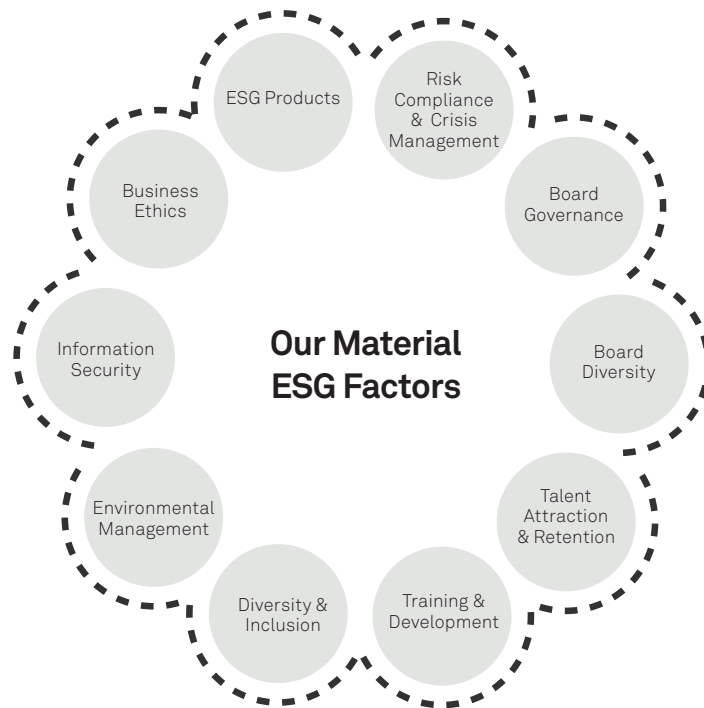 ESG Products
Risk
Compliance
& Crisis
Management
Board
Governance
Board
Diversity
Talent
Attraction
& Retention
Training &
Development
Diversity &
Inclusion
Environmental
Management
Information
Security
Business
Ethics
Our Material
ESG Factors